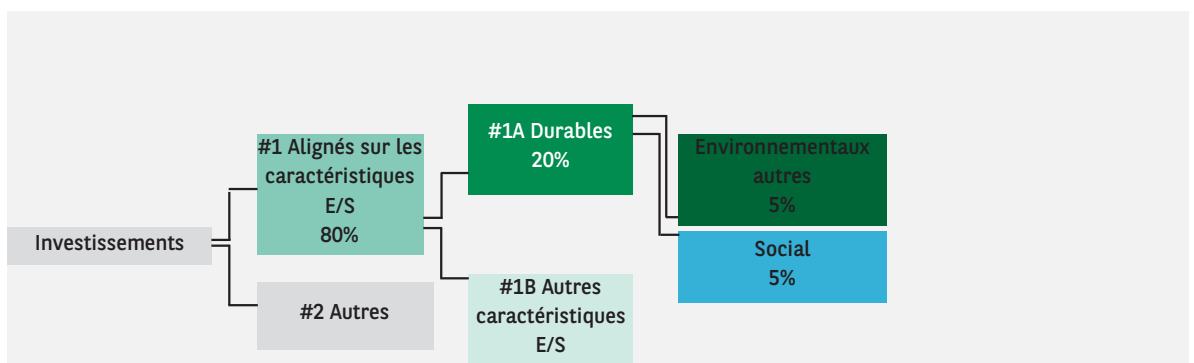 Investissements
#1 Alignés sur les
caractéristiques
E/S
80%
#2 Autres
#1A Durables
20%
#1B Autres
caractéristiques
E/S
Environnementaux
autres
5%
Social
5%